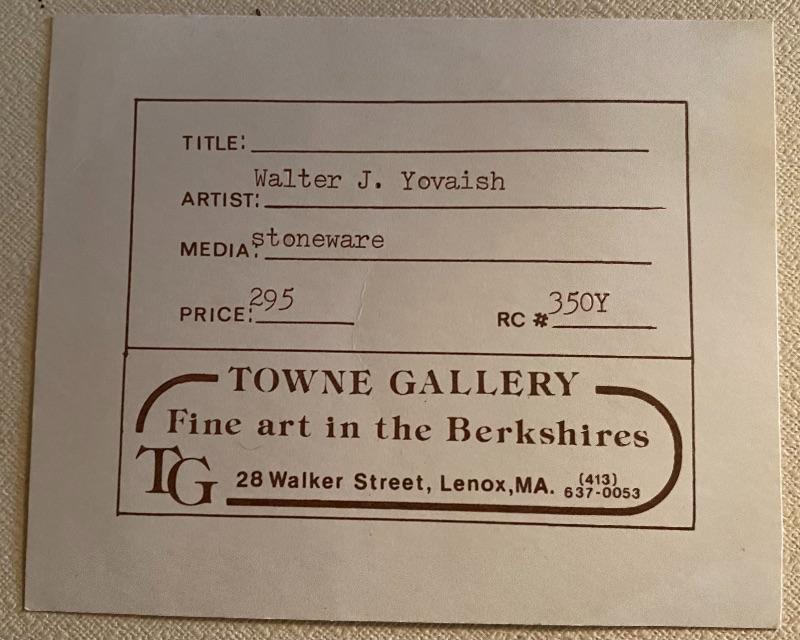 TITLE:
Walter J. Yovaish
ARTIST:
MEDIA: stoneware
PRICE: 295 RC # 350Y
TOWNE GALLERY
Fine art in the Berkshires
TG 28 Walker Street, Lenox, MA. (413) 637-0053